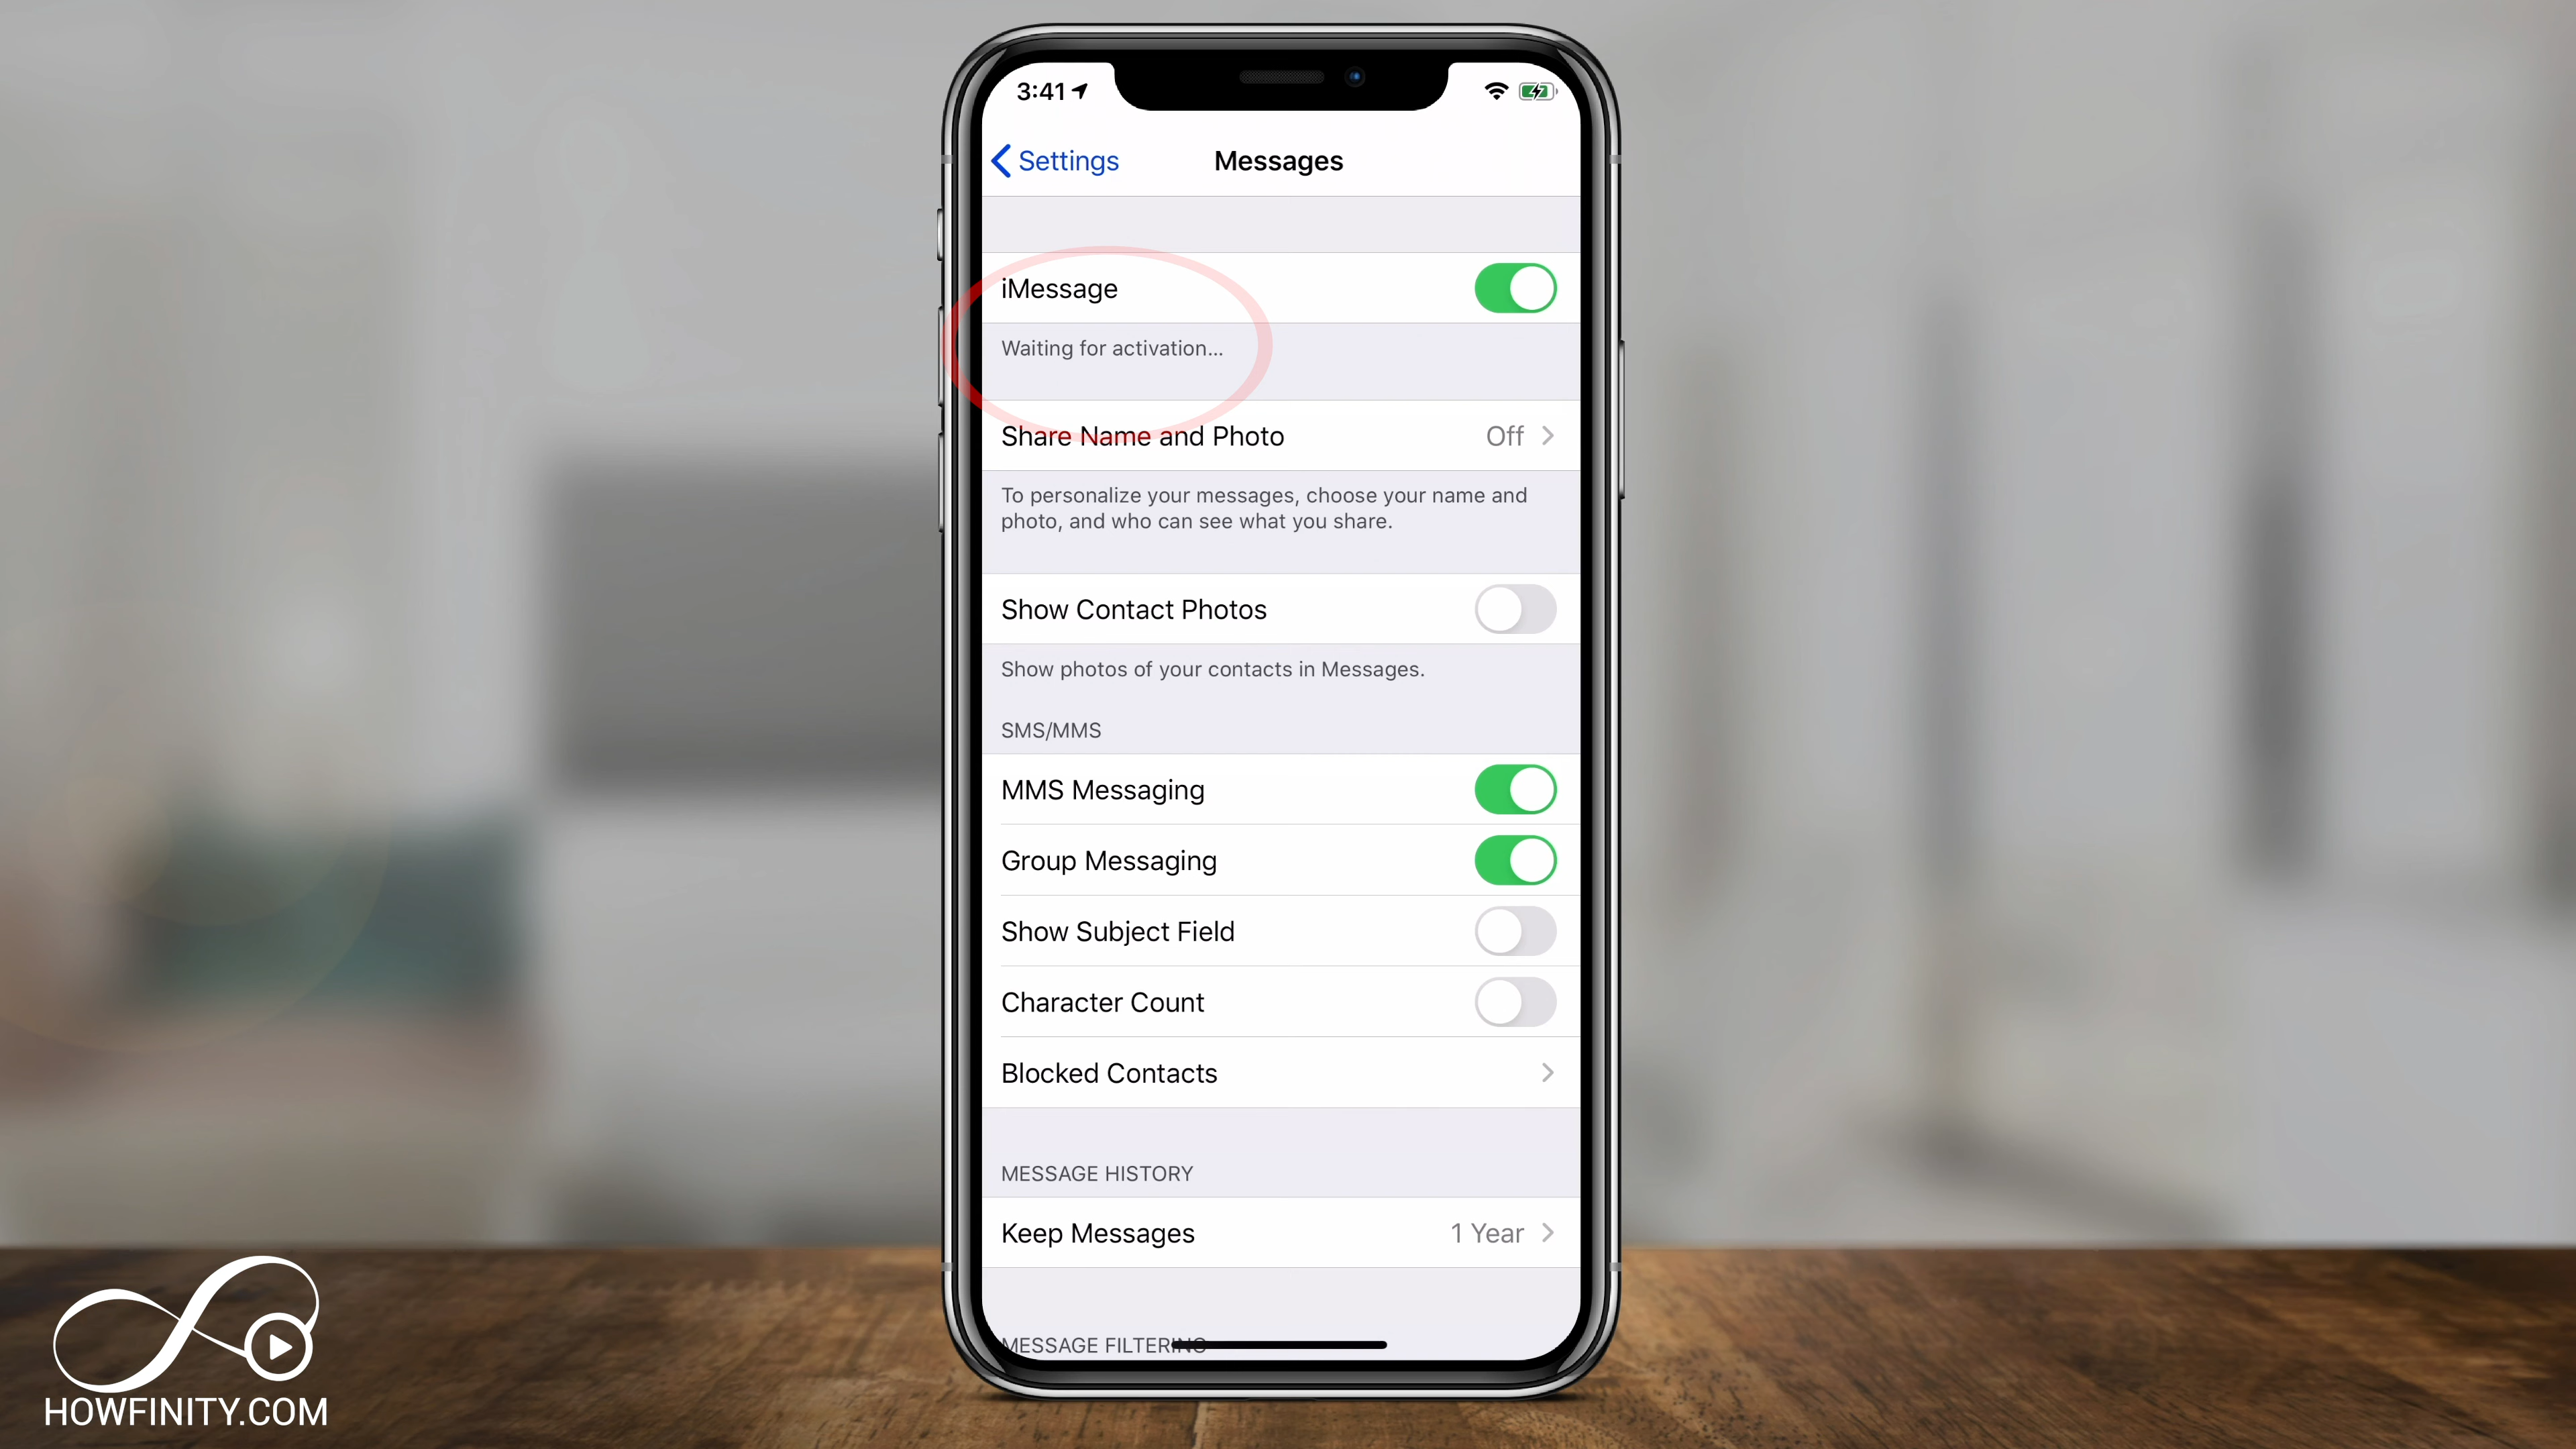 3:41
Settings
Messages
iMessage
Waiting for activation...
Share Name and Photo
Off
To personalize your messages, choose your name and
photo, and who can see what you share.
Show Contact Photos
Show photos of your contacts in Messages.
SMS/MMS
MMS Messaging
Group Messaging
Show Subject Field
Character Count
Blocked Contacts
MESSAGE HISTORY
Keep Messages
1 Year
MESSAGE FILTERING
HOWFINITY.COM